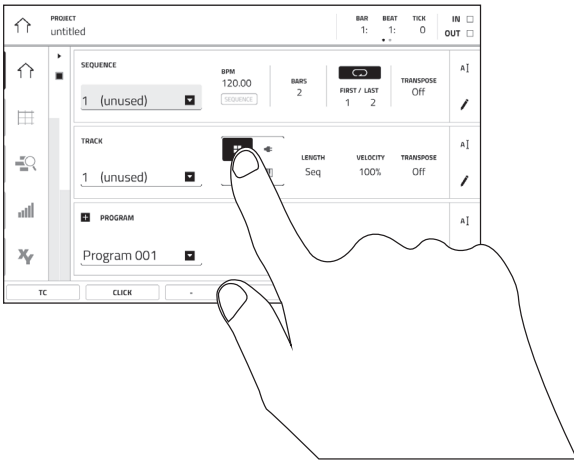 PROJECT
untitled
BAR BEAT TICK
1: 1: 0
IN
OUT
SEQUENCE
1 (unused)
BPM
120.00
SEQUENCE
BARS
2
FIRST / LAST
1 2
TRANSPOSE
Off
TRACK
1 (unused)
LENGTH
Seq
VELOCITY
100%
TRANSPOSE
Off
PROGRAM
Program 001
XY
TC CLICK -